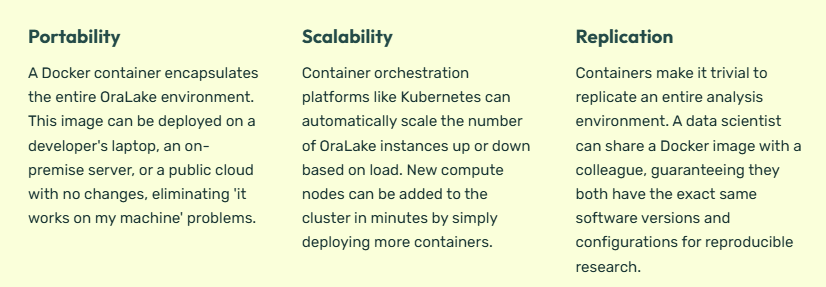 Portability
A Docker container encapsulates
the entire OraLake environment.
This image can be deployed on a
developer's laptop, an on-
premise server, or a public cloud
with no changes, eliminating 'it
works on my machine' problems.
Scalability
Container orchestration
platforms like Kubernetes can
automatically scale the number
of OraLake instances up or down
based on load. New compute
nodes can be added to the
cluster in minutes by simply
deploying more containers.
Replication
Containers make it trivial to
replicate an entire analysis
environment. A data scientist
can share a Docker image with a
colleague, guaranteeing they
both have the exact same
software versions and
configurations for reproducible
research.